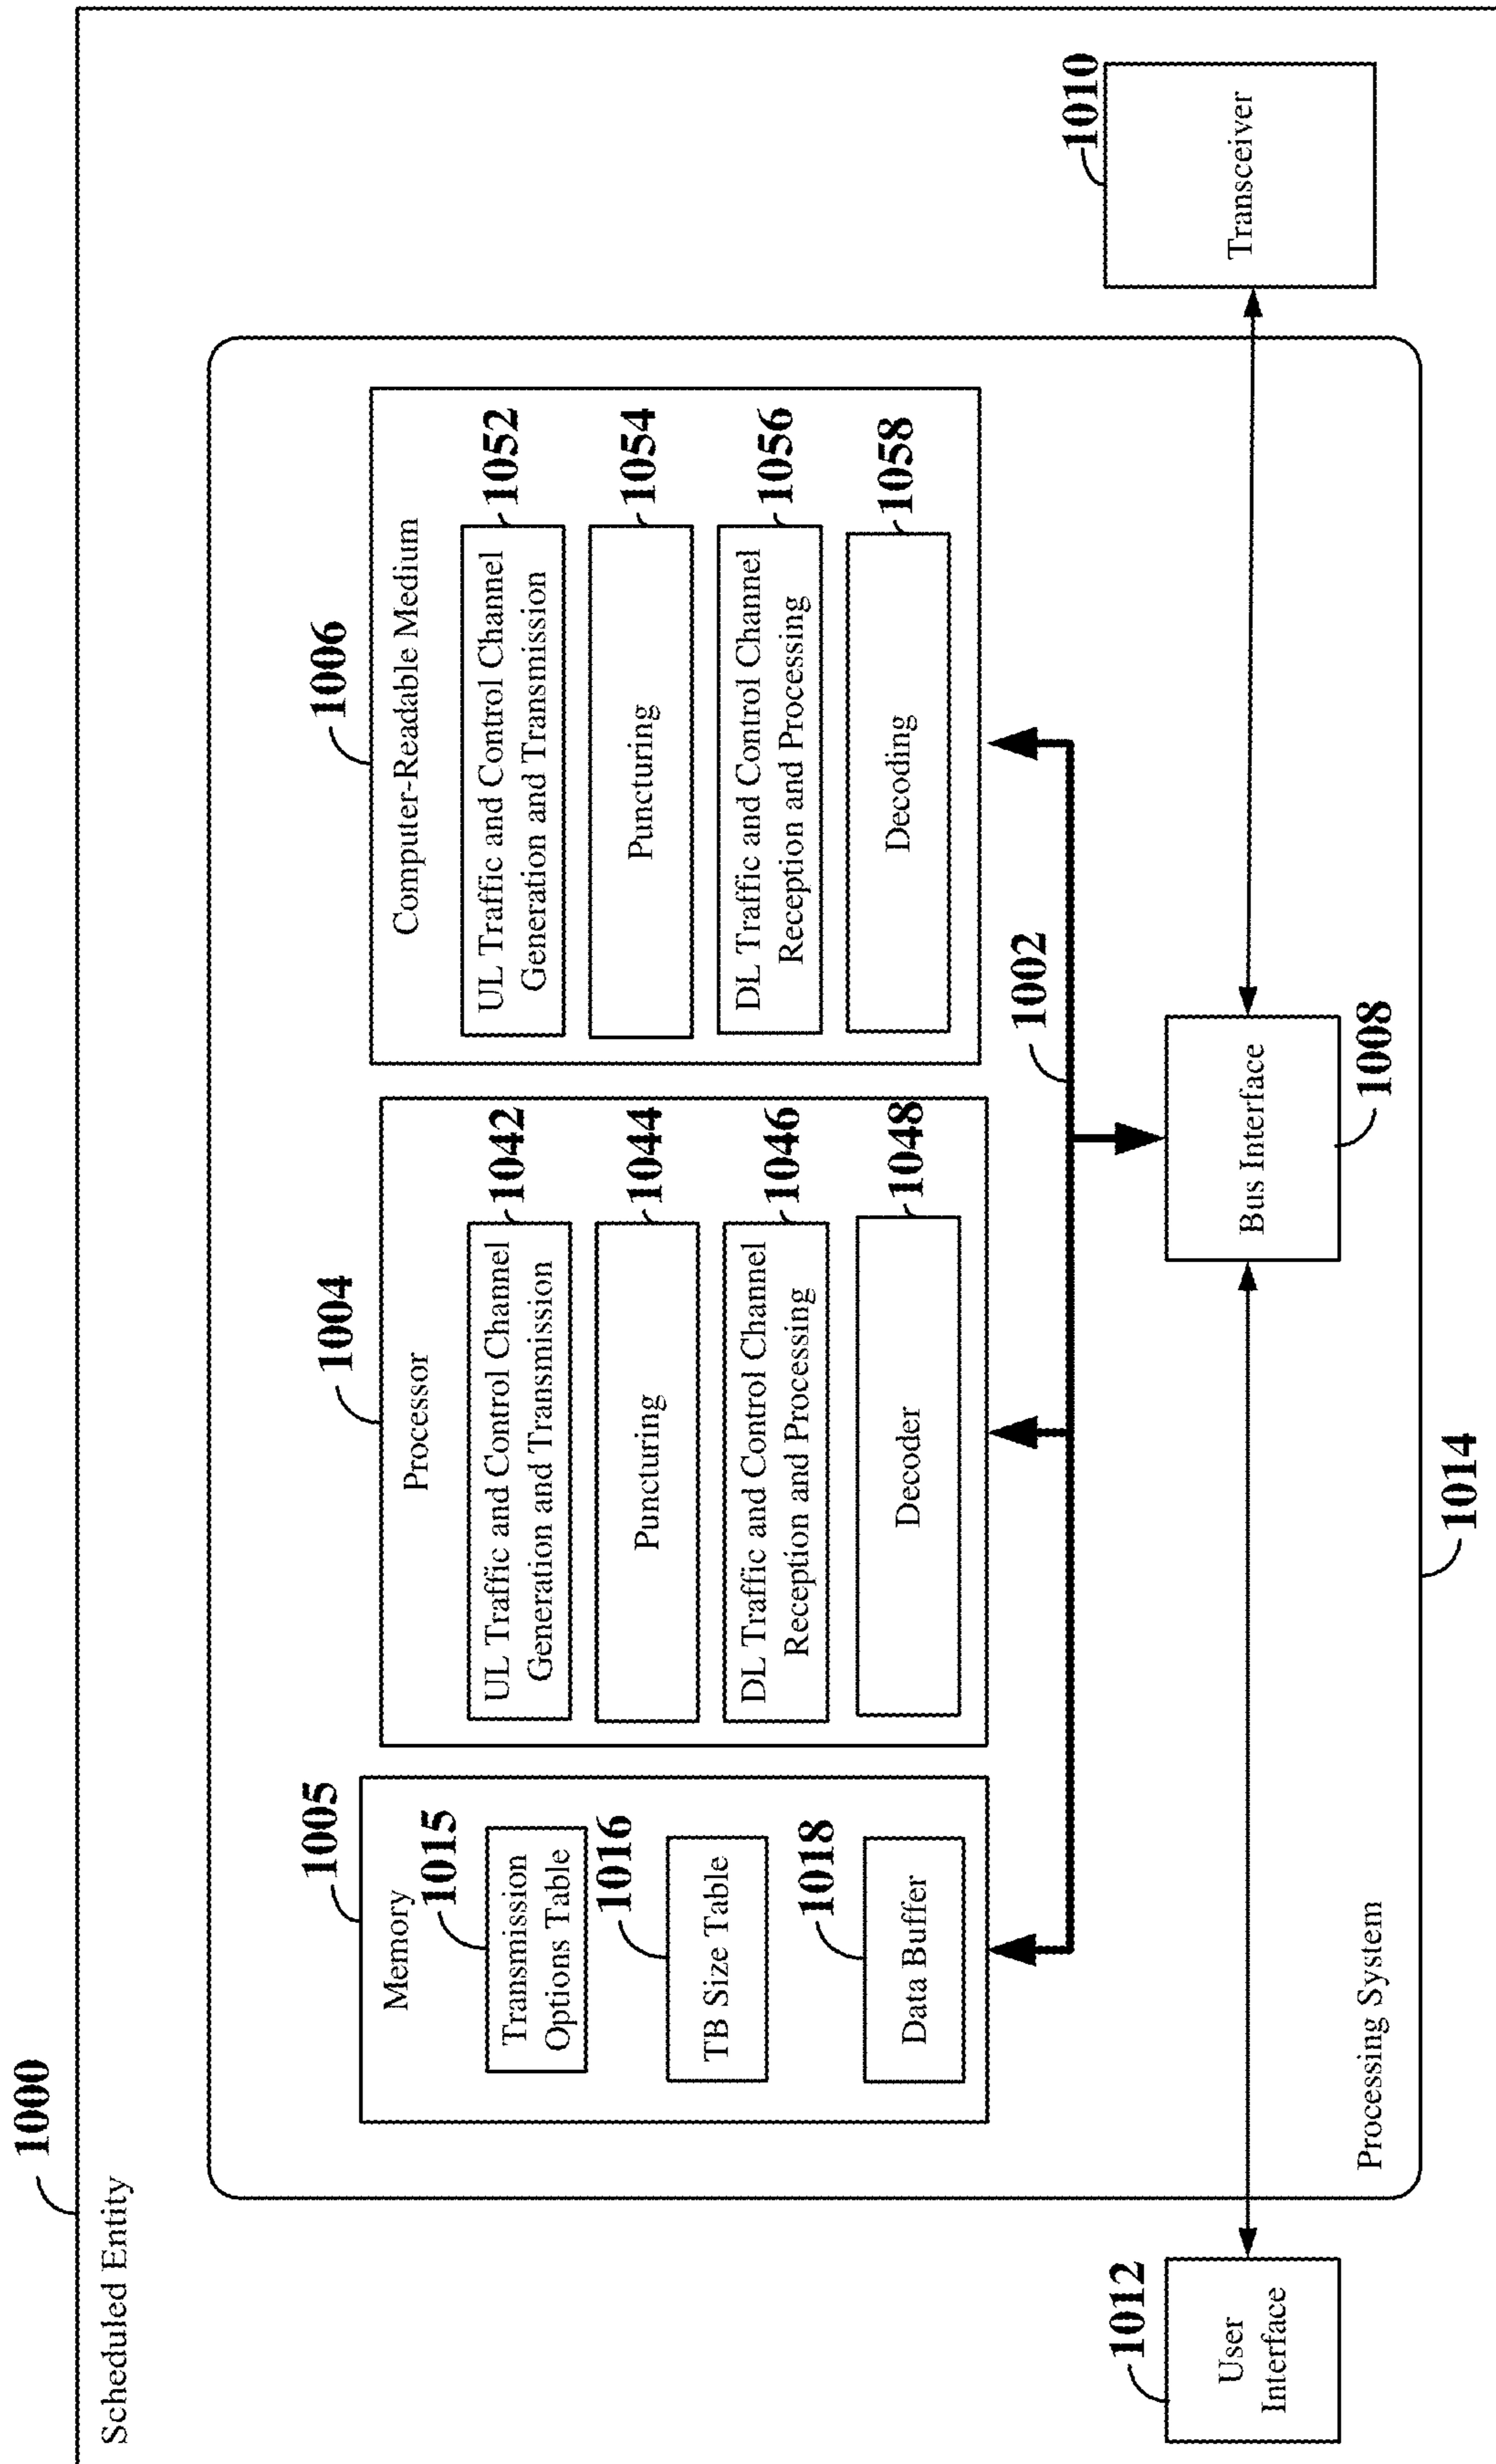 1000
Scheduled Entity
1005
Memory
1015
Transmission
Options Table
1016
TB Size Table
1018
Data Buffer
1004
Processor
UL Traffic and Control Channel
Generation and Transmission
1042
Puncturing
1044
DL Traffic and Control Channel
Reception and Processing
1046
Decoder
1048
1006
Computer-Readable Medium
UL Traffic and Control Channel
Generation and Transmission
1052
Puncturing
1054
DL Traffic and Control Channel
Reception and Processing
1056
Decoding
1058
1002
1012
User
Interface
Bus Interface
1008
1010
Transceiver
Processing System
1014